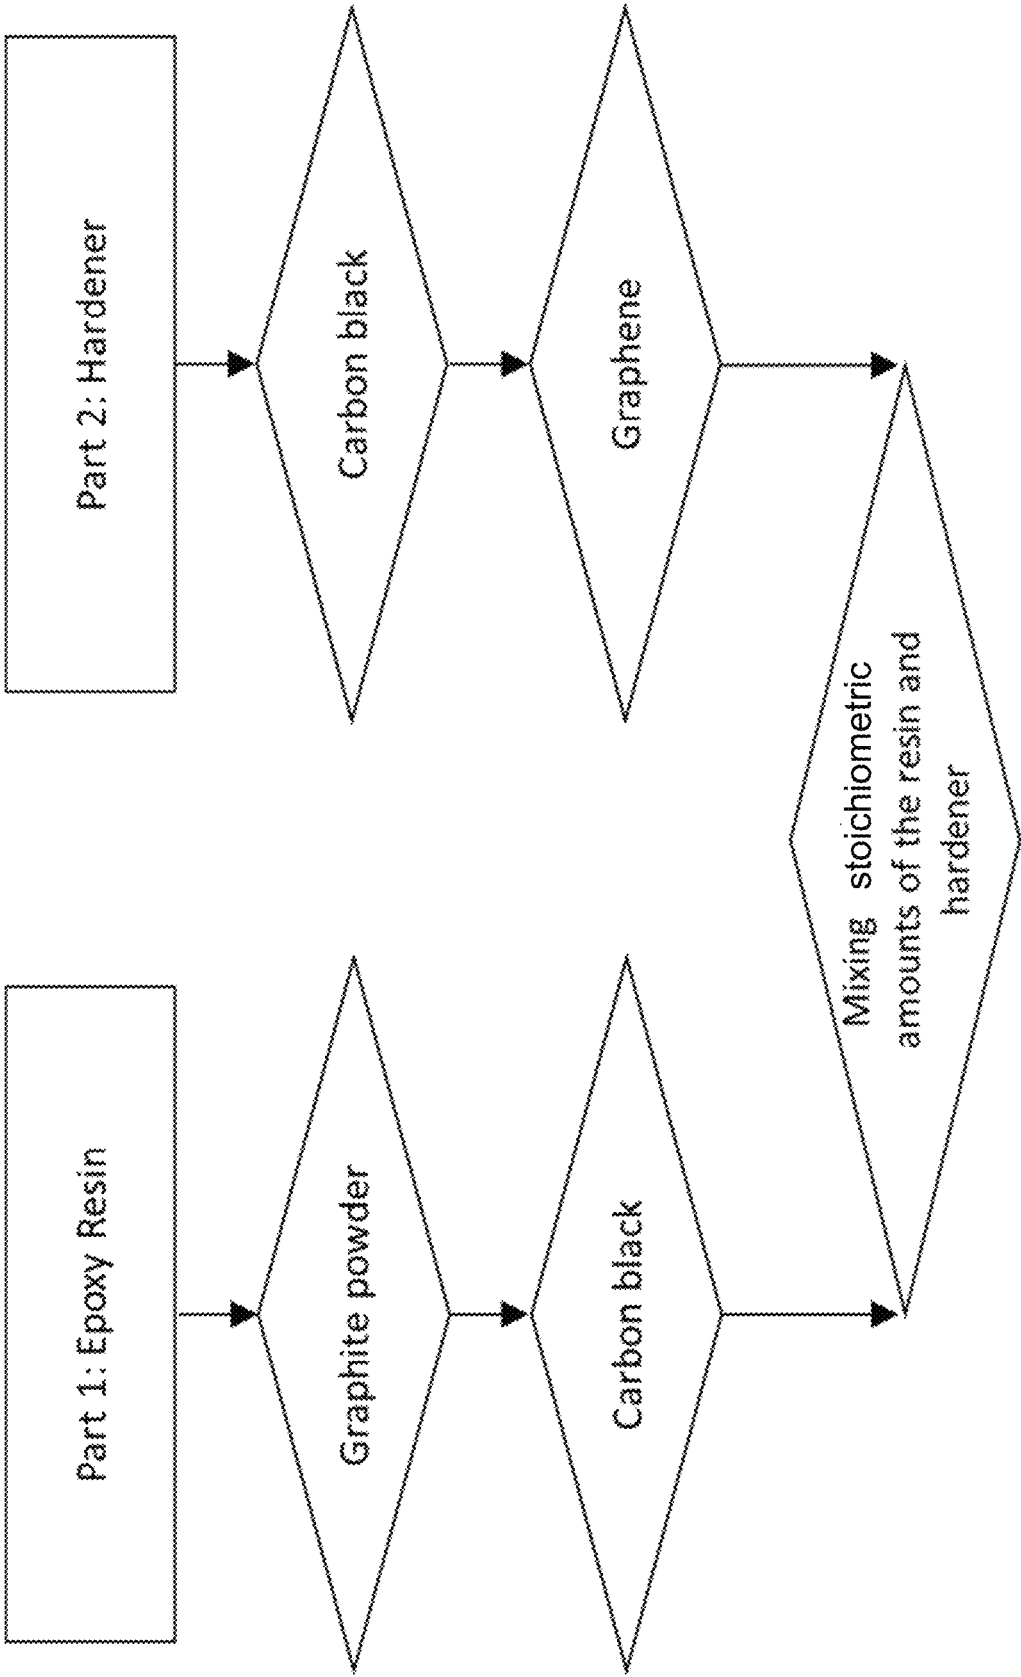 Part 1: Epoxy Resin
Graphite powder
Carbon black
Part 2: Hardener
Carbon black
Graphene
Mixing stoichiometric
amounts of the resin and
hardener